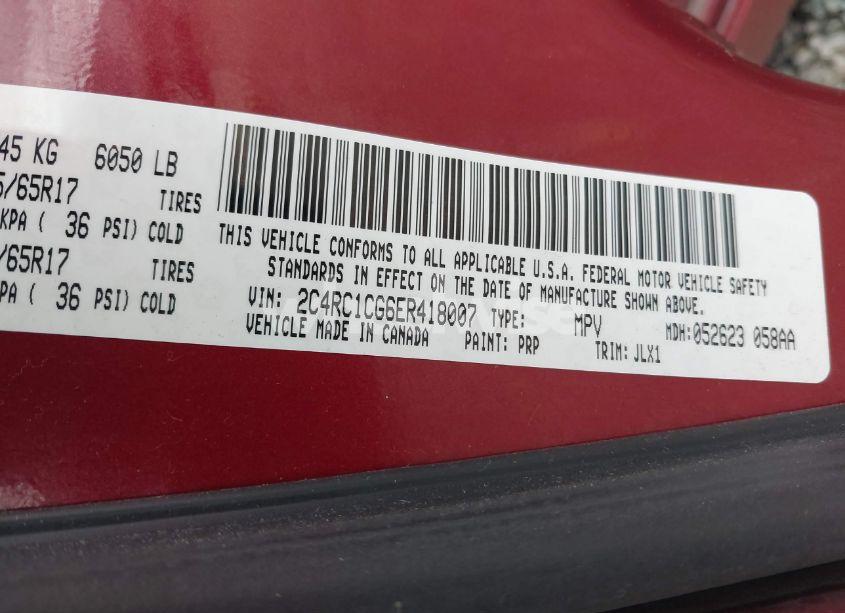 45 KG 6050 LB
5/65R17 TIRES
KPA ( 36 PSI) COLD
/65R17 TIRES
PA ( 36 PSI) COLD
THIS VEHICLE CONFORMS TO ALL APPLICABLE U.S.A. FEDERAL MOTOR VEHICLE SAFETY
STANDARDS IN EFFECT ON THE DATE OF MANUFACTURE SHOWN ABOVE.
VIN: 2C4RC1CG6ER418007 TYPE: MPV MDH:052623 058AA
VEHICLE MADE IN CANADA PAINT: PRP TRIM: JLX1